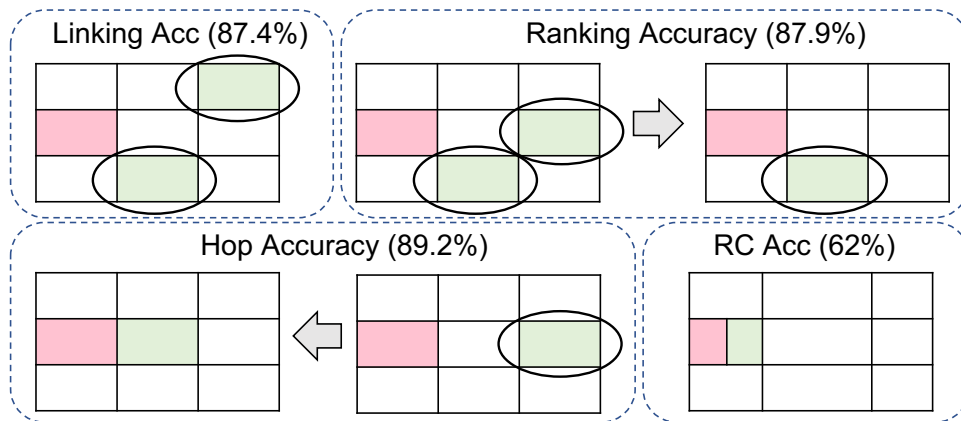 Linking Acc (87.4%)
Ranking Accuracy (87.9%)
Hop Accuracy (89.2%)
RC Acc (62%)